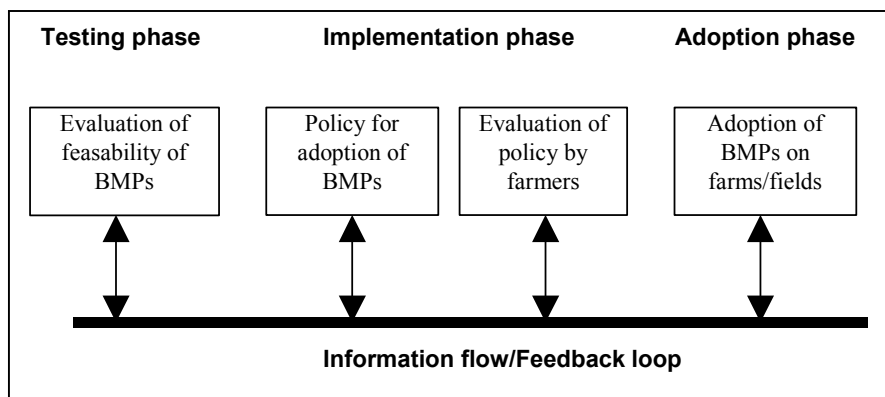 Testing phase
Implementation phase
Adoption phase
Evaluation of
feasability of
BMPs
Policy for
adoption of
BMPs
Evaluation of
policy by
farmers
Adoption of
BMPs on
farms/fields
Information flow/Feedback loop